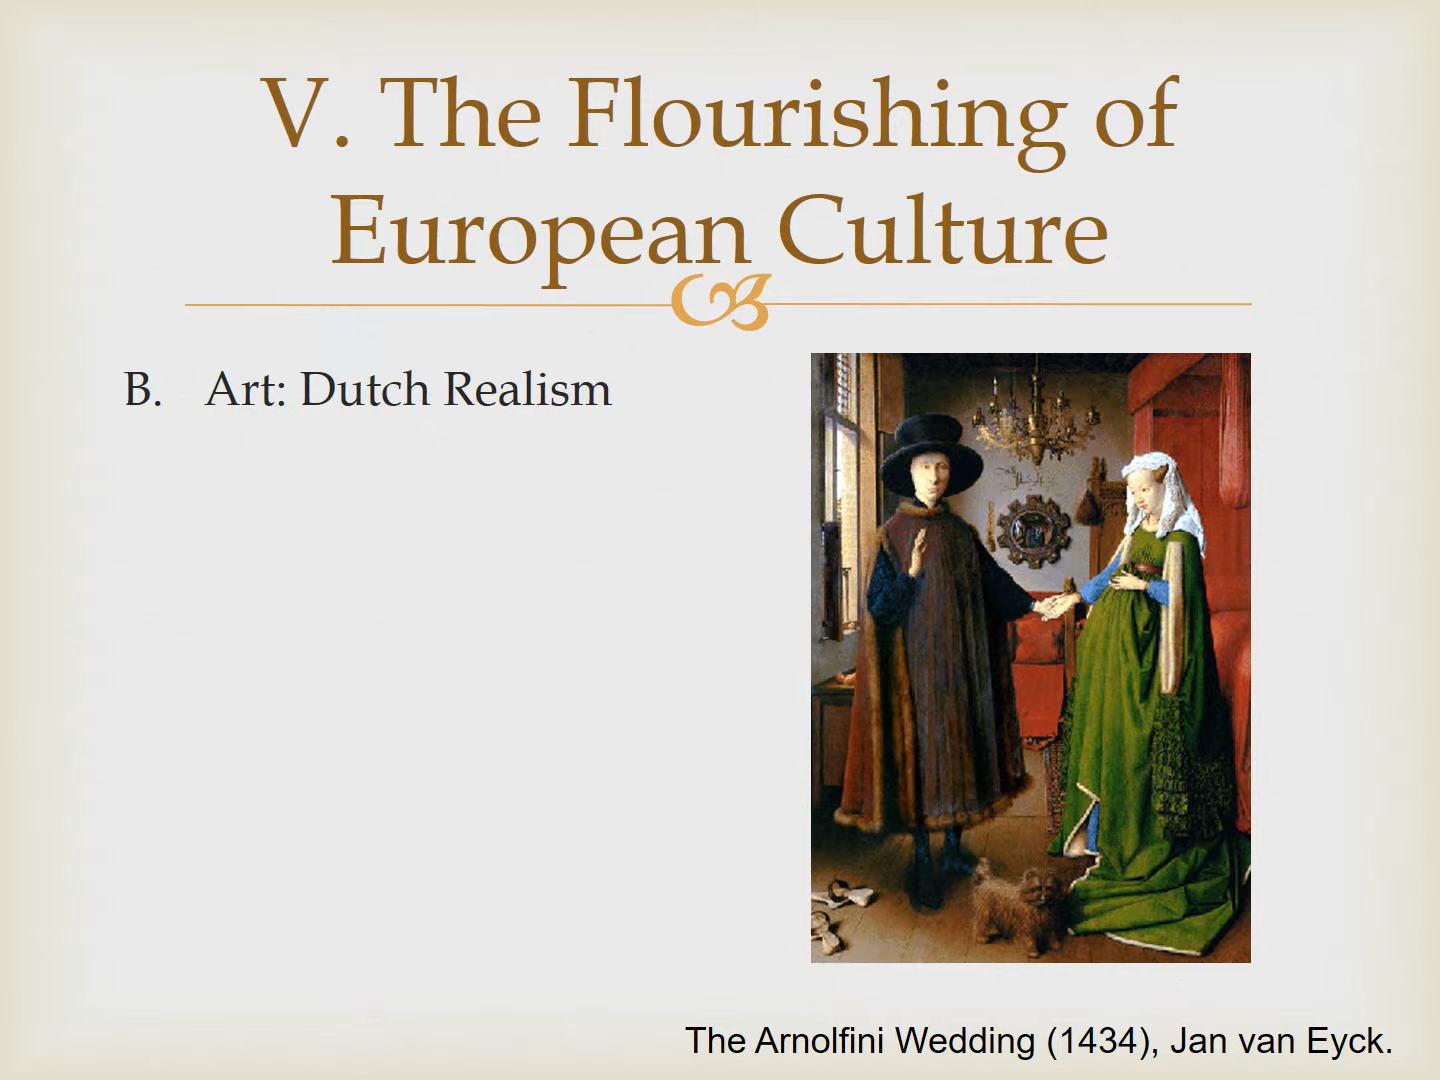 V. The Flourishing of
European Culture
B. Art: Dutch Realism
The Arnolfini Wedding (1434), Jan van Eyck.